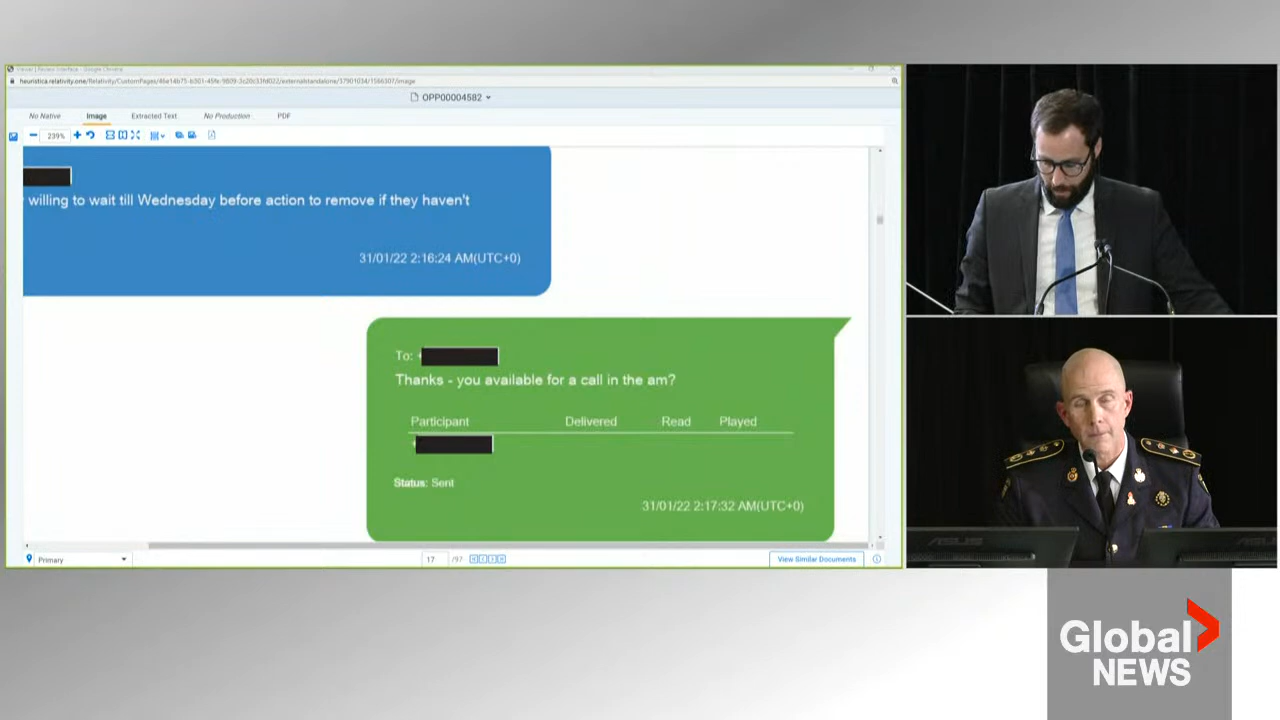 OPP00004582
No Native
Image
Extracted Text
No Production
PDF
239%
willing to wait till Wednesday before action to remove if they haven't
31/01/22 2:16:24 AM(UTC+0)
To:
Thanks - you available for a call in the am?
Participant Delivered Read Played
Status: Sent
31/01/22 2:17:32 AM(UTC+0)
Primary
17 /97
View Similar Documents
ASUS
Global
NEWS